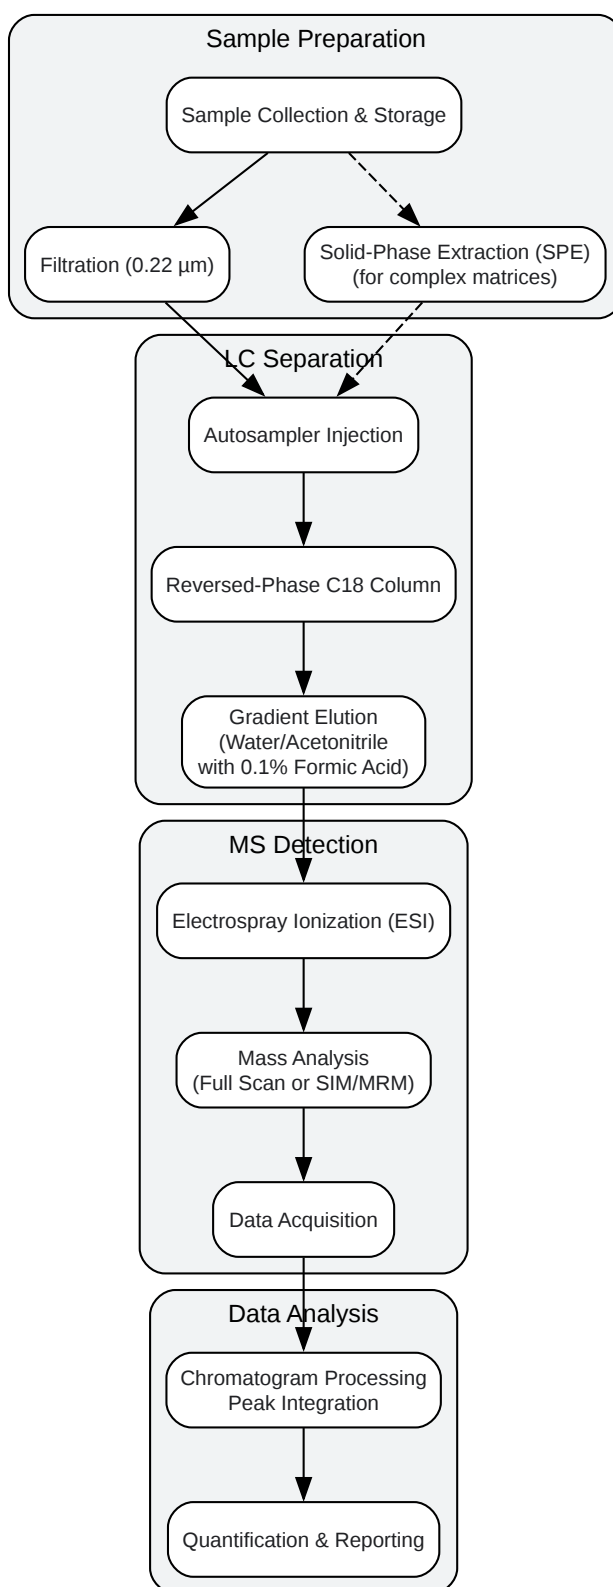 Sample Preparation
Sample Collection & Storage
Filtration (0.22 µm)
Solid-Phase Extraction (SPE)
(for complex matrices)
LC Separation
Autosampler Injection
Reversed-Phase C18 Column
Gradient Elution
(Water/Acetonitrile
with 0.1% Formic Acid)
MS Detection
Electrospray Ionization (ESI)
Mass Analysis
(Full Scan or SIM/MRM)
Data Acquisition
Data Analysis
Chromatogram Processing
Peak Integration
Quantification & Reporting